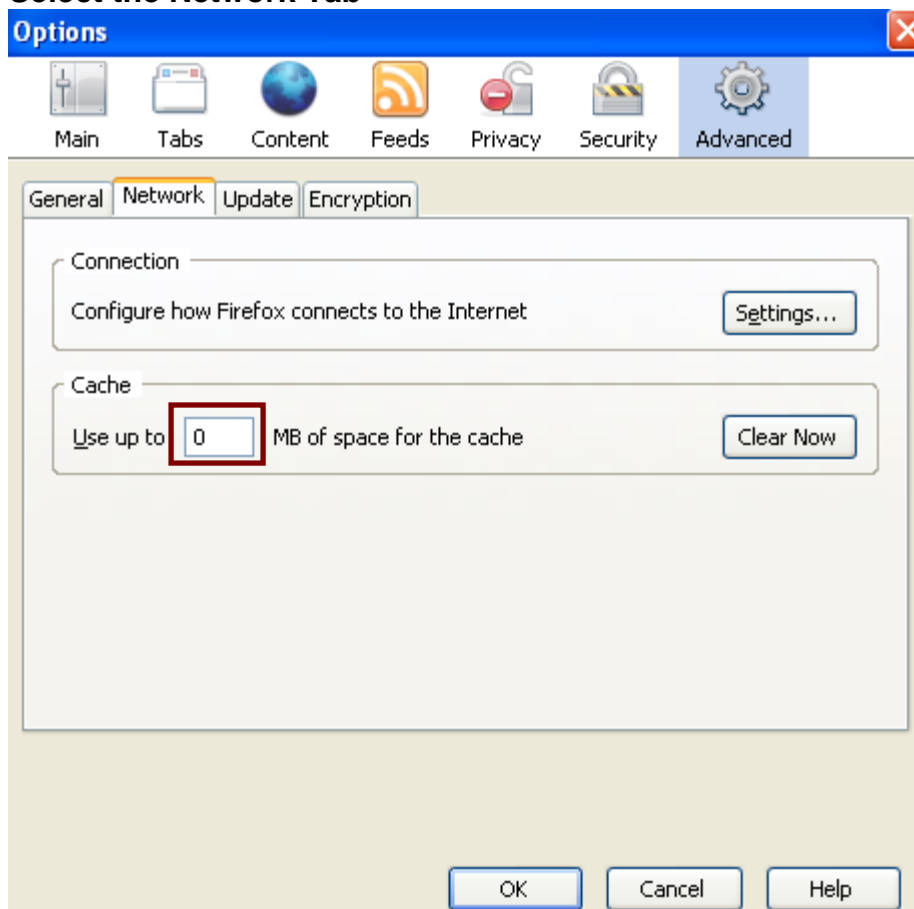 Select the Network Tab
Options
Main Tabs Content Feeds Privacy Security Advanced
General Network Update Encryption
Connection
Configure how Firefox connects to the Internet Settings...
Cache
Use up to 0 MB of space for the cache Clear Now
OK Cancel Help